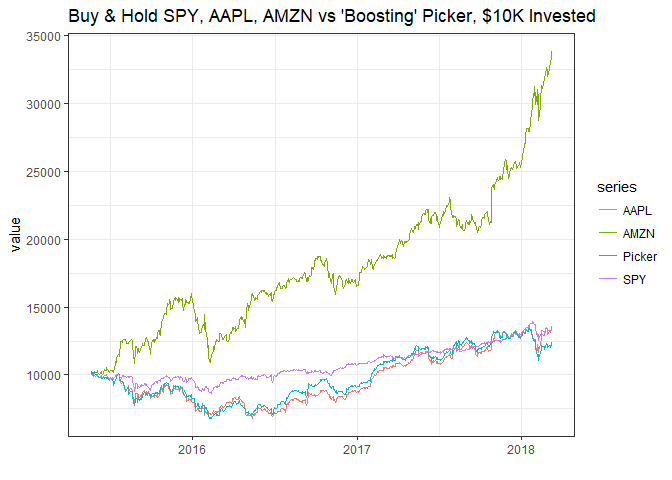 Buy & Hold SPY, AAPL, AMZN vs 'Boosting' Picker, $10K Invested
35000
30000
25000
20000
15000
10000
value
2016
2017
2018
series
AAPL
AMZN
Picker
SPY